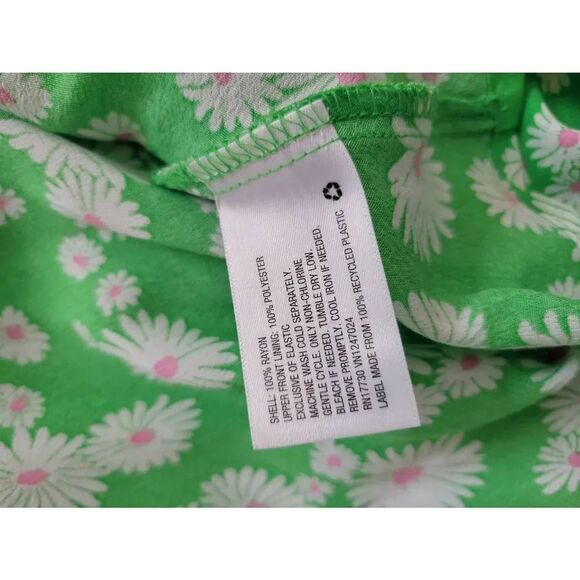 SHELL: 100% RAYON
UPPER FRONT LINING: 100% POLYESTER
EXCLUSIVE OF ELASTIC
MACHINE WASH COLD SEPARATELY.
GENTLE CYCLE. ONLY NON-CHLORINE
BLEACH IF NEEDED. TUMBLE DRY LOW.
REMOVE PROMPTLY. COOL IRON IF NEEDED.
RN17730 VN1247024
LABEL MADE FROM 100% RECYCLED PLASTIC